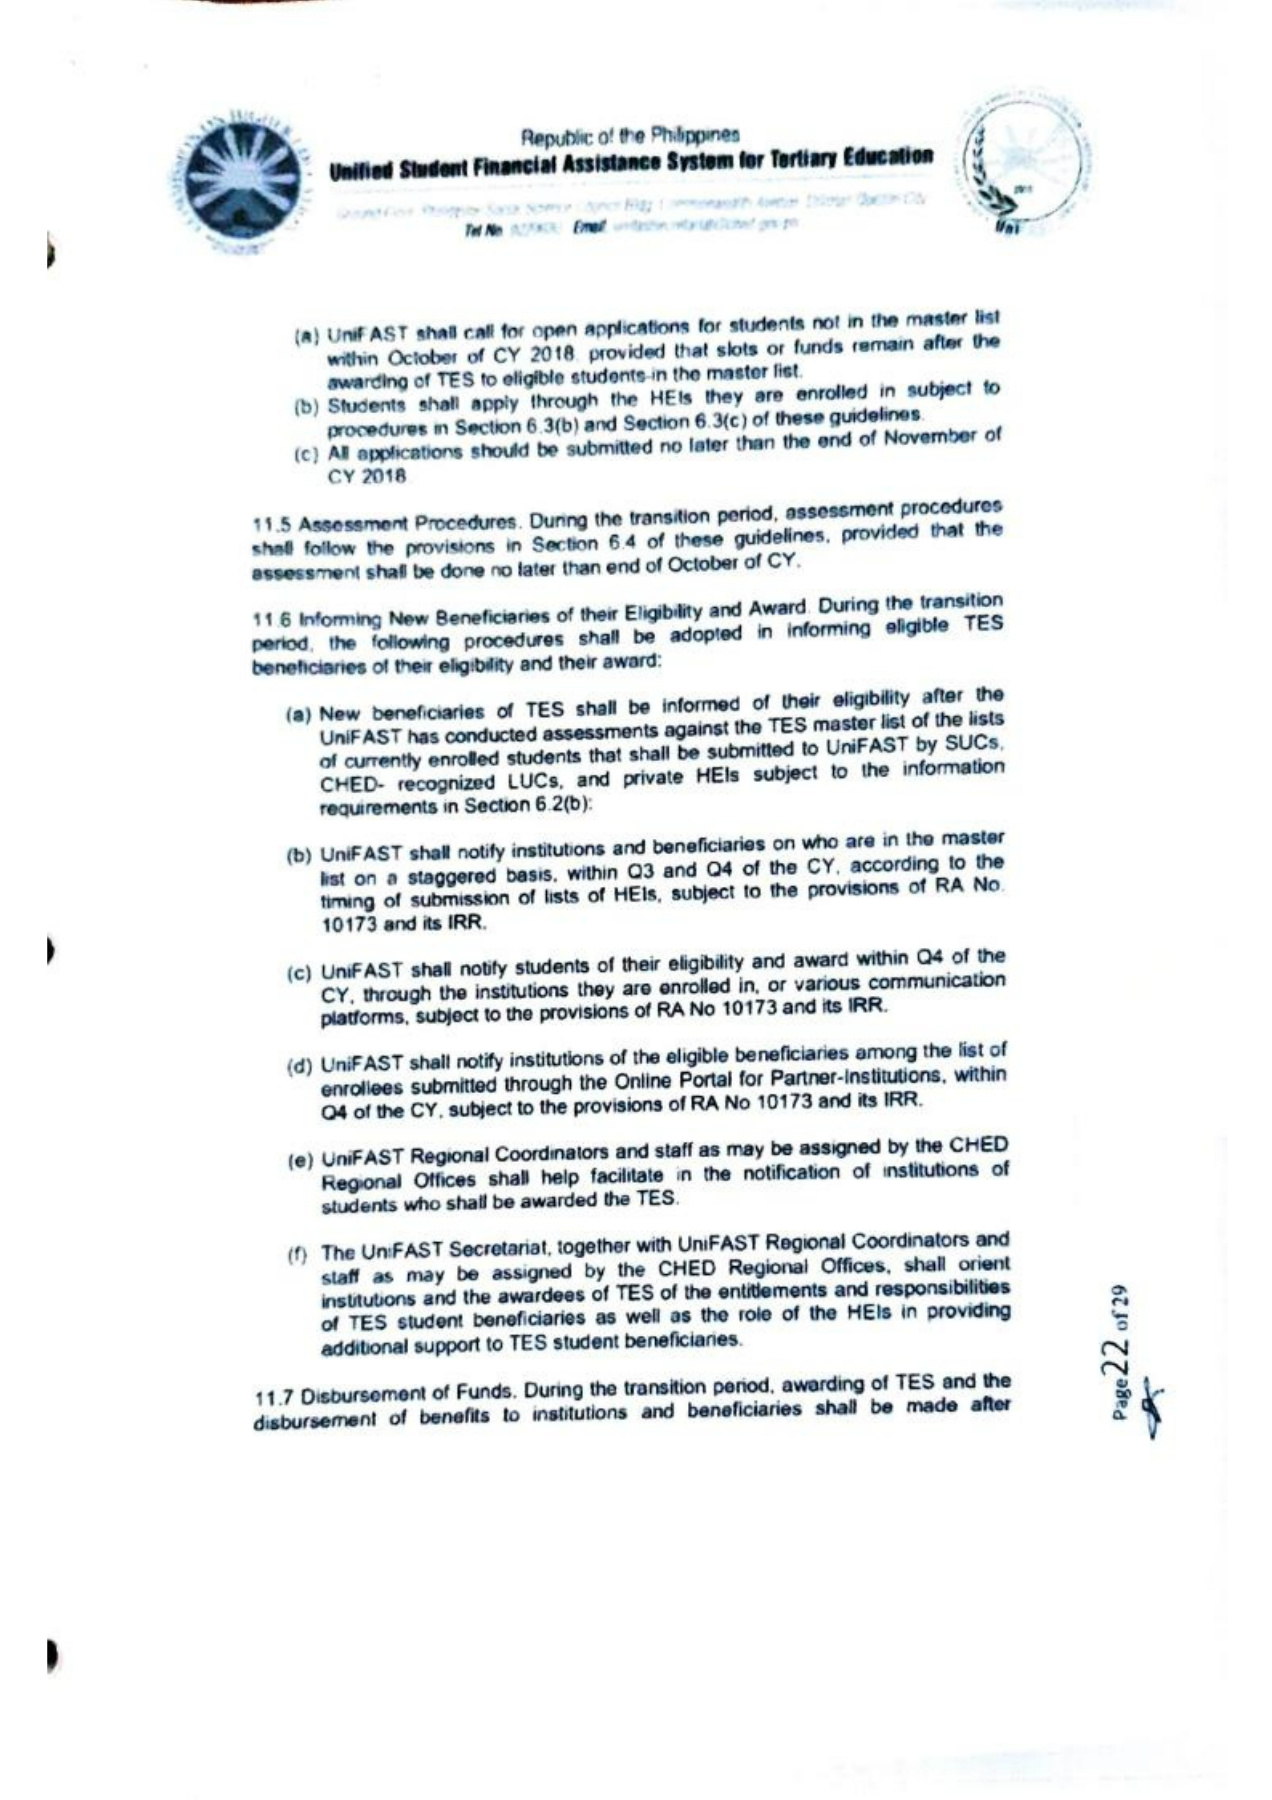 Republic of the Philippines
Unified Student Financial Assistance System for Tertiary Education
Tel No Email
(a) UniFAST shall call for open applications for students not in the master list
within October of CY 2018, provided that slots or funds remain after the
awarding of TES to eligible students in the master list.
(b) Students shall apply through the HEIs they are enrolled in subject to
procedures in Section 6.3(b) and Section 6.3(c) of these guidelines.
(c) All applications should be submitted no later than the end of November of
CY 2018
11.5 Assessment Procedures. During the transition period, assessment procedures
shall follow the provisions in Section 6.4 of these guidelines, provided that the
assessment shall be done no later than end of October of CY.
11.6 Informing New Beneficiaries of their Eligibility and Award. During the transition
period, the following procedures shall be adopted in informing eligible TES
beneficiaries of their eligibility and their award:
(a) New beneficiaries of TES shall be informed of their eligibility after the
UniFAST has conducted assessments against the TES master list of the lists
of currently enrolled students that shall be submitted to UniFAST by SUCs,
CHED- recognized LUCs, and private HEIs subject to the information
requirements in Section 6.2(b):
(b) UniFAST shall notify institutions and beneficiaries on who are in the master
list on a staggered basis, within Q3 and Q4 of the CY, according to the
timing of submission of lists of HEIs, subject to the provisions of RA No.
10173 and its IRR.
(c) UniFAST shall notify students of their eligibility and award within Q4 of the
CY, through the institutions they are enrolled in, or various communication
platforms, subject to the provisions of RA No 10173 and its IRR.
(d) UniFAST shall notify institutions of the eligible beneficiaries among the list of
enrollees submitted through the Online Portal for Partner-Institutions, within
Q4 of the CY, subject to the provisions of RA No 10173 and its IRR.
(e) UniFAST Regional Coordinators and staff as may be assigned by the CHED
Regional Offices shall help facilitate in the notification of institutions of
students who shall be awarded the TES.
(f) The UniFAST Secretariat, together with UniFAST Regional Coordinators and
staff as may be assigned by the CHED Regional Offices, shall orient
institutions and the awardees of TES of the entitlements and responsibilities
of TES student beneficiaries as well as the role of the HEIs in providing
additional support to TES student beneficiaries.
11.7 Disbursement of Funds. During the transition period, awarding of TES and the
disbursement of benefits to institutions and beneficiaries shall be made after
Page 22 of 29